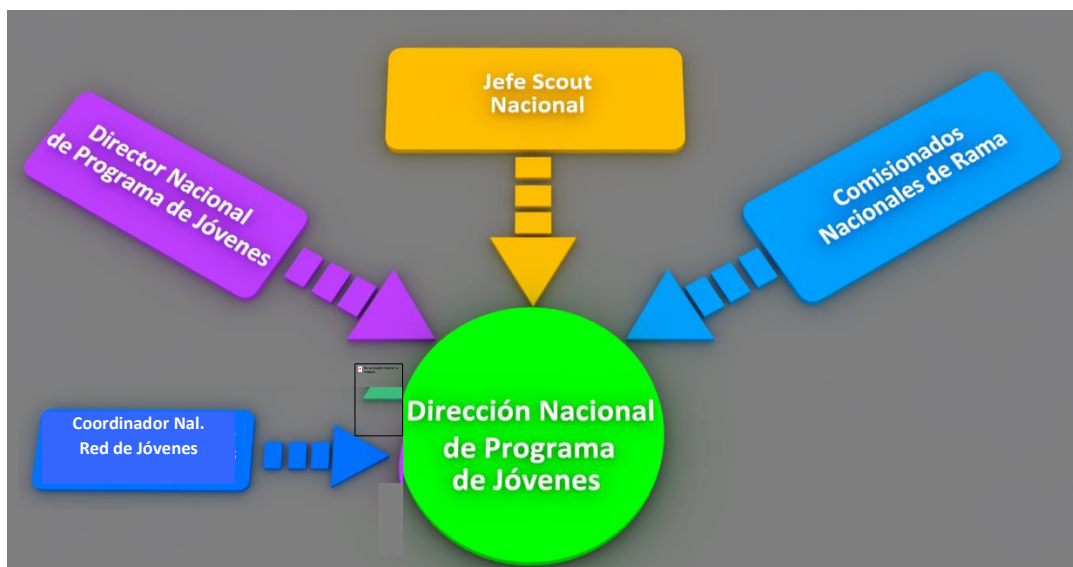 Jefe Scout
Nacional
Director Nacional
de Programa de Jóvenes
Comisionados
Nacionales de Rama
Dirección Nacional
de Programa
de Jóvenes
Coordinador Nal.
Red de Jóvenes